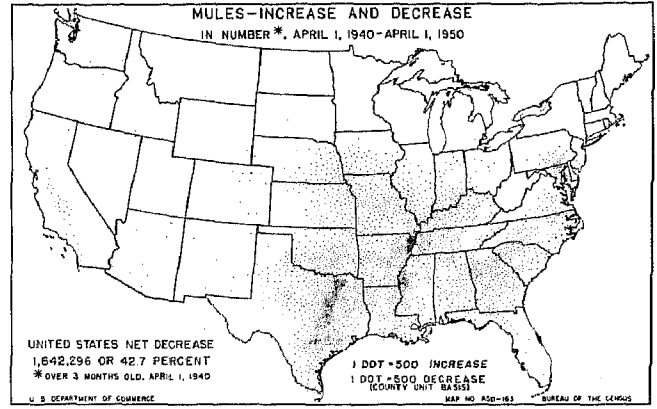 MULES-INCREASE AND DECREASE
IN NUMBER*, APRIL 1, 1940-APRIL 1, 1950
UNITED STATES NET DECREASE
1,642,296 OR 42.7 PERCENT
*OVER 3 MONTHS OLD, APRIL 1, 1940
1 DOT = 500 INCREASE
1 DOT = 500 DECREASE
(COUNTY UNIT BASIS)
U S DEPARTMENT OF COMMERCE
MAP NO A50-163
BUREAU OF THE CENSUS